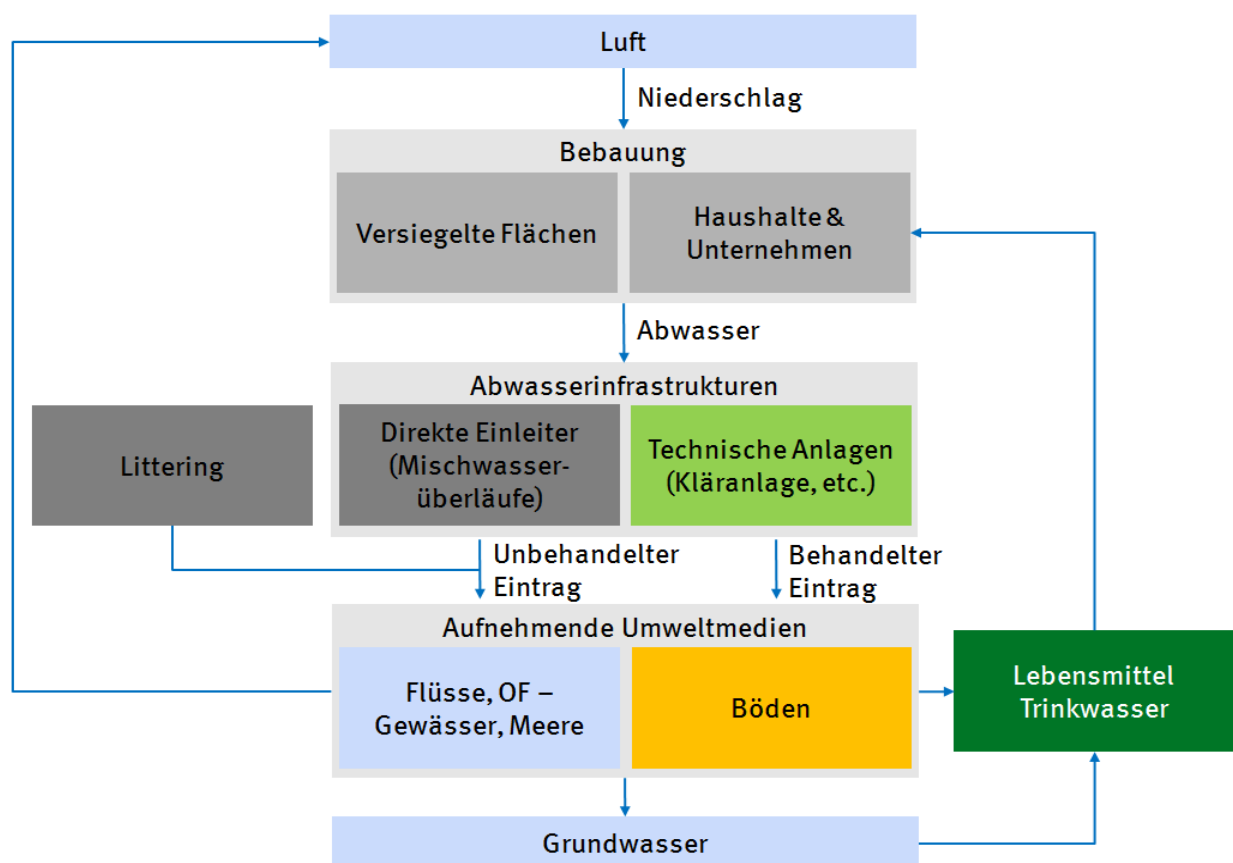 Luft
Niederschlag
Bebauung
Versiegelte Flächen
Haushalte &
Unternehmen
Abwasser
Abwasserinfrastrukturen
Littering
Direkte Einleiter
(Mischwasser-
überläufe)
Technische Anlagen
(Kläranlage, etc.)
Unbehandelter
Eintrag
Behandelter
Eintrag
Aufnehmende Umweltmedien
Flüsse, OF –
Gewässer, Meere
Böden
Lebensmittel
Trinkwasser
Grundwasser